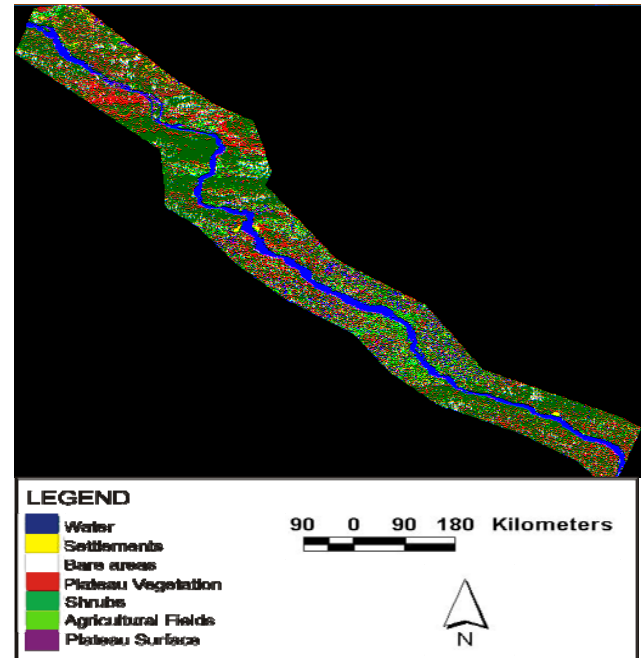 LEGEND
Water
Settlements
Bare areas
Plateau Vegetation
Shrubs
Agricultural Fields
Plateau Surface
90 0 90 180 Kilometers
N